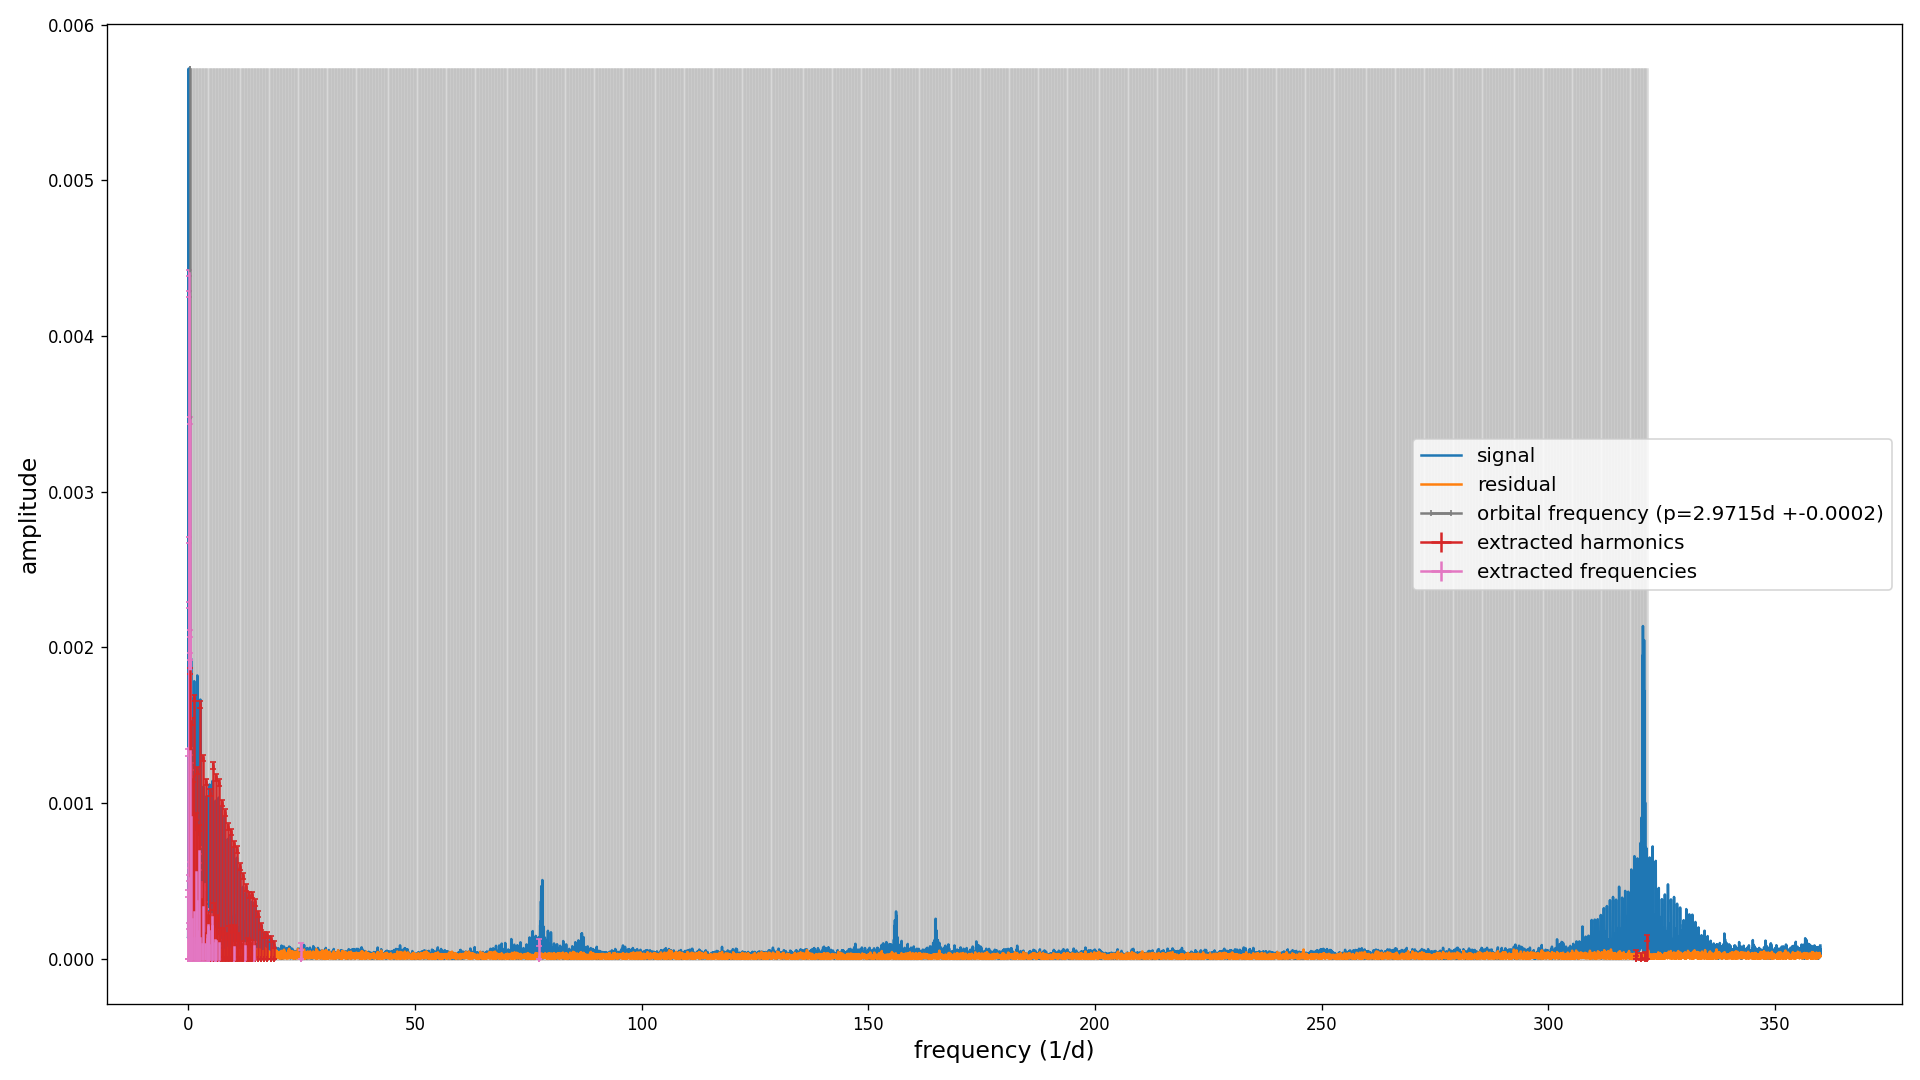 0.006
0.005
0.004
0.003
0.002
0.001
0.000
amplitude
signal
residual
orbital frequency (p=2.9715d +-0.0002)
extracted harmonics
extracted frequencies
0 50 100 150 200 250 300 350
frequency (1/d)